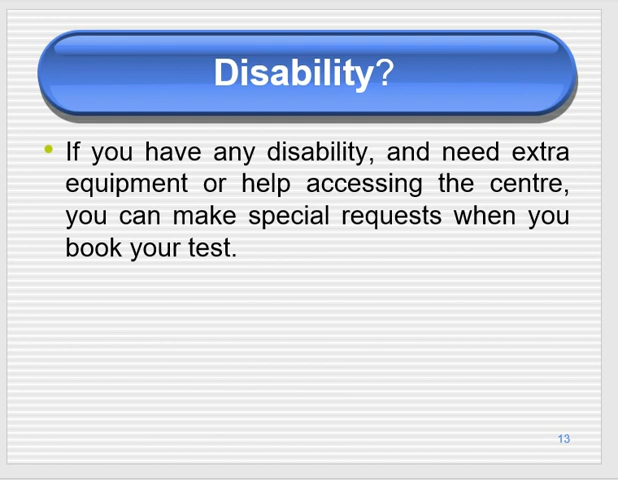 Disability?
• If you have any disability, and need extra
equipment or help accessing the centre,
you can make special requests when you
book your test.
13